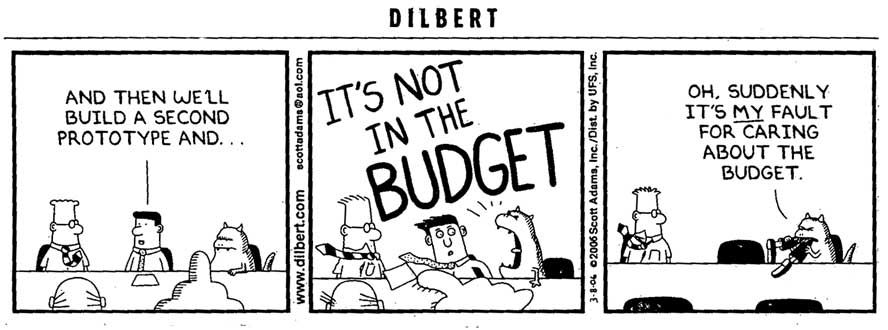 DILBERT
AND THEN WE'LL
BUILD A SECOND
PROTOTYPE AND...
www.dilbert.com scottadams@aol.com
IT'S NOT
IN THE
BUDGET
3-8-06 ©2006 Scott Adams, Inc./Dist. by UFS, Inc.
OH, SUDDENLY
IT'S MY FAULT
FOR CARING
ABOUT THE
BUDGET.